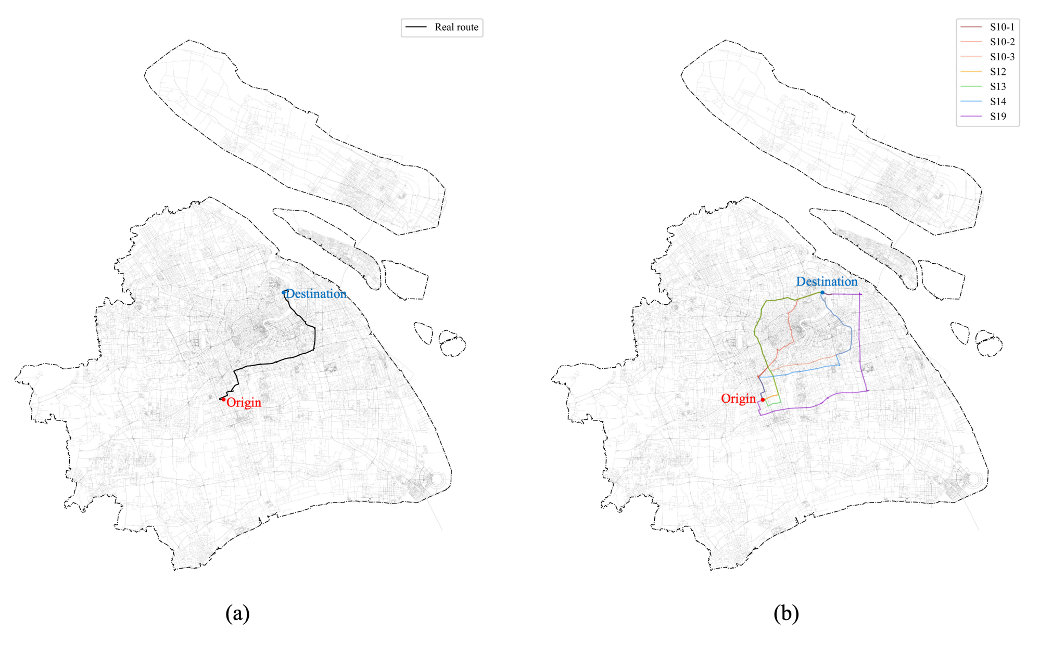 Real route
Destination
Origin
(a)
S10-1
S10-2
S10-3
S12
S13
S14
S19
Destination
Origin
(b)